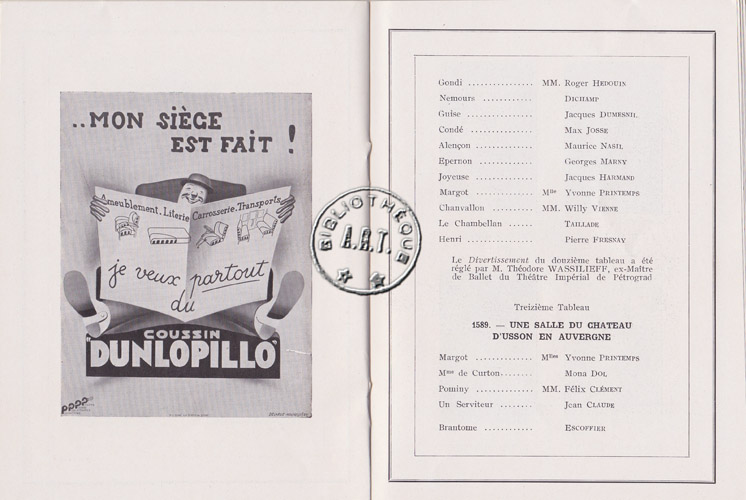 ..MON SIÈGE
EST FAIT !
Ameublement. Literie Carrosserie. Transports
je veux partout
du
COUSSIN
"DUNLOPILLO"
PPPP
BIBLIOTHÈQUE
A.R.T.
Gondi ................ MM. Roger HEDOUIN
Nemours ............ DICHAMP
Guise ................ Jacques DUMESNIL
Condé ............... Max JOSSE
Alençon ............. Maurice NASIL
Epernon ............. Georges MARNY
Joyeuse ............. Jacques HARMAND
Margot .............. Mlle Yvonne PRINTEMPS
Chanvallon ......... MM. Willy VIENNE
Le Chambellan ...... TAILLADE
Henri ................ Pierre FRESNAY
Le Divertissement du douzième tableau a été
réglé par M. Théodore WASSILIEFF, ex-Maître
de Ballet du Théâtre Impérial de Pétrograd
Treizième Tableau
1589. — UNE SALLE DU CHATEAU
D'USSON EN AUVERGNE
Margot .............. Mlles Yvonne PRINTEMPS
Mme de Curton........ Mona DOL
Pominy .............. MM. Félix CLÉMENT
Un Serviteur ........ Jean CLAUDE
Brantome ............ ESCOFFIER